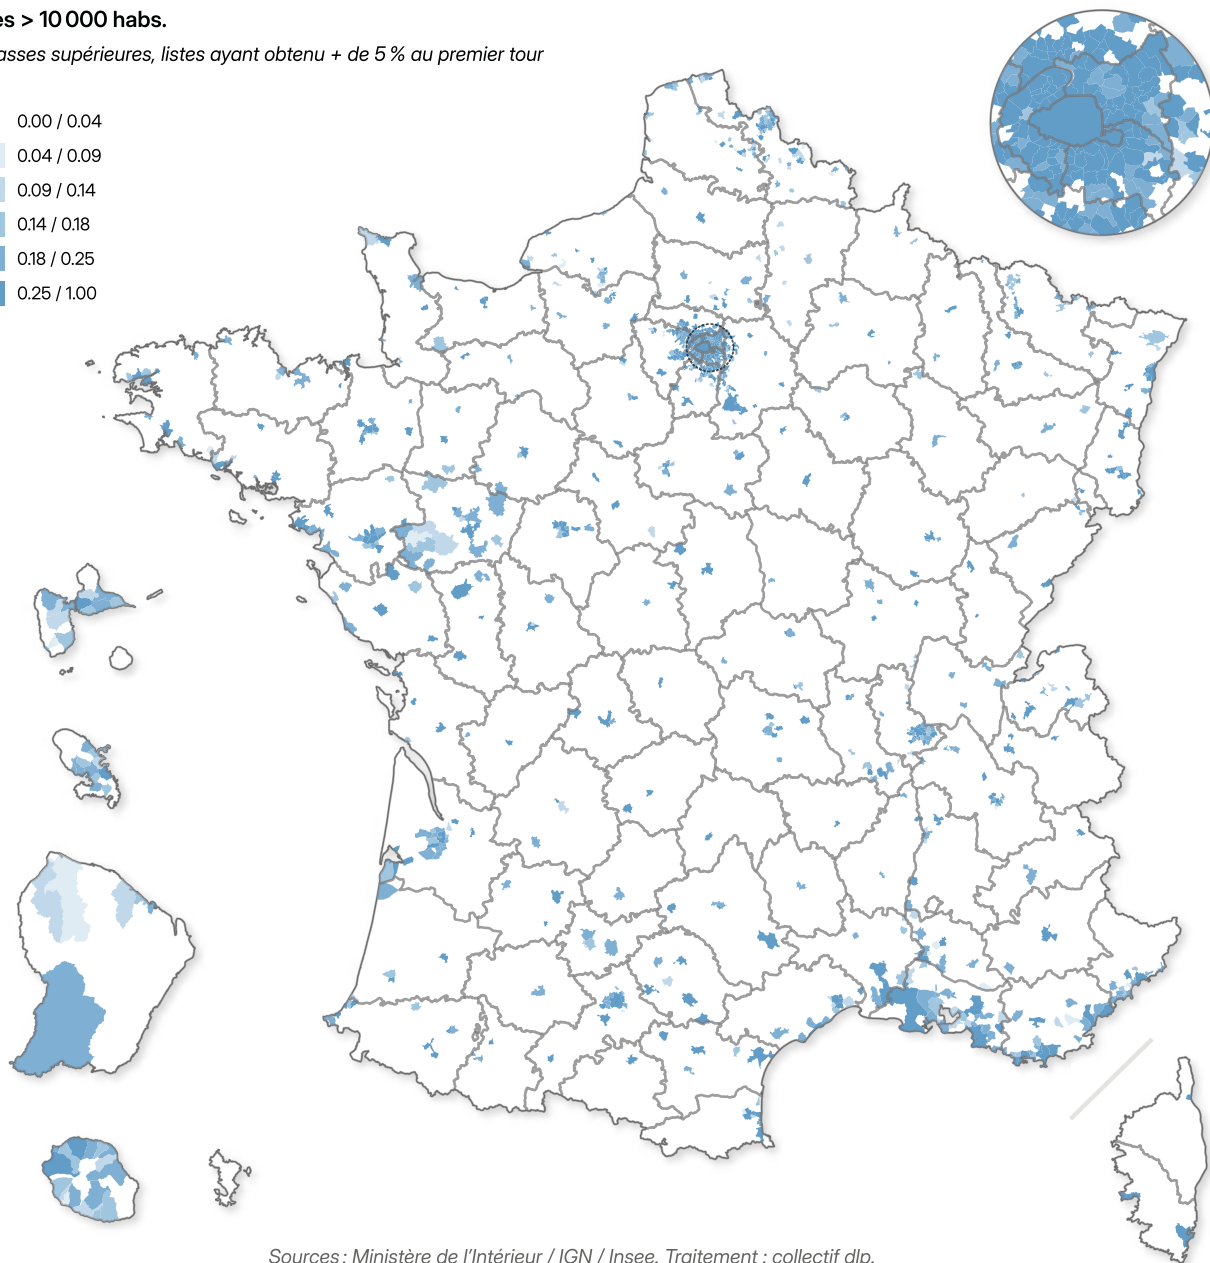 es > 10 000 habs.
asses supérieures, listes ayant obtenu + de 5 % au premier tour
0.00 / 0.04
0.04 / 0.09
0.09 / 0.14
0.14 / 0.18
0.18 / 0.25
0.25 / 1.00
Sources : Ministère de l’Intérieur / IGN / Insee. Traitement : collectif dlp.